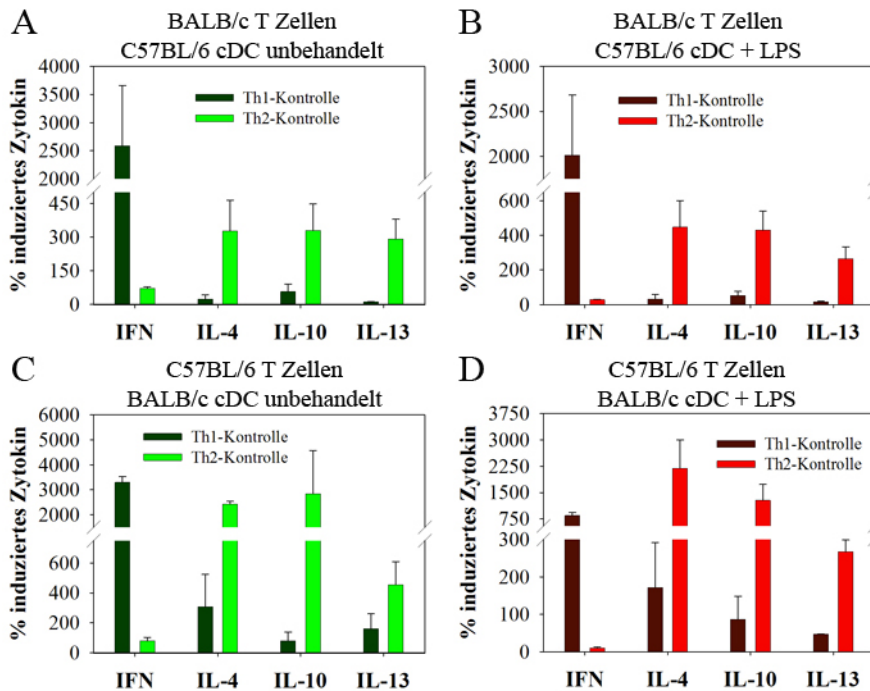 A
BALB/c T Zellen
C57BL/6 cDC unbehandelt
% induziertes Zytokin
4000
3500
3000
2500
2000
450
300
150
0
Th1-Kontrolle
Th2-Kontrolle
IFN IL-4 IL-10 IL-13
B
BALB/c T Zellen
C57BL/6 cDC + LPS
% induziertes Zytokin
3000
2500
2000
600
400
200
0
Th1-Kontrolle
Th2-Kontrolle
IFN IL-4 IL-10 IL-13
C
C57BL/6 T Zellen
BALB/c cDC unbehandelt
% induziertes Zytokin
6000
5000
4000
3000
2000
600
400
200
0
Th1-Kontrolle
Th2-Kontrolle
IFN IL-4 IL-10 IL-13
D
C57BL/6 T Zellen
BALB/c cDC + LPS
% induziertes Zytokin
3750
3000
2250
1500
750
300
200
100
0
Th1-Kontrolle
Th2-Kontrolle
IFN IL-4 IL-10 IL-13